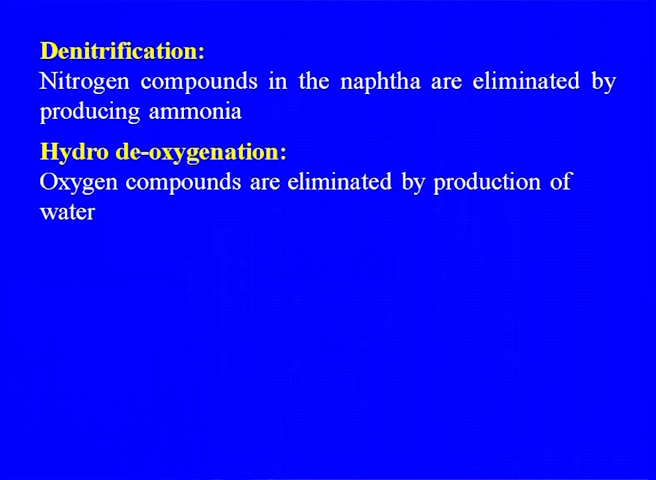 Denitrification:
Nitrogen compounds in the naphtha are eliminated by
producing ammonia
Hydro de-oxygenation:
Oxygen compounds are eliminated by production of
water